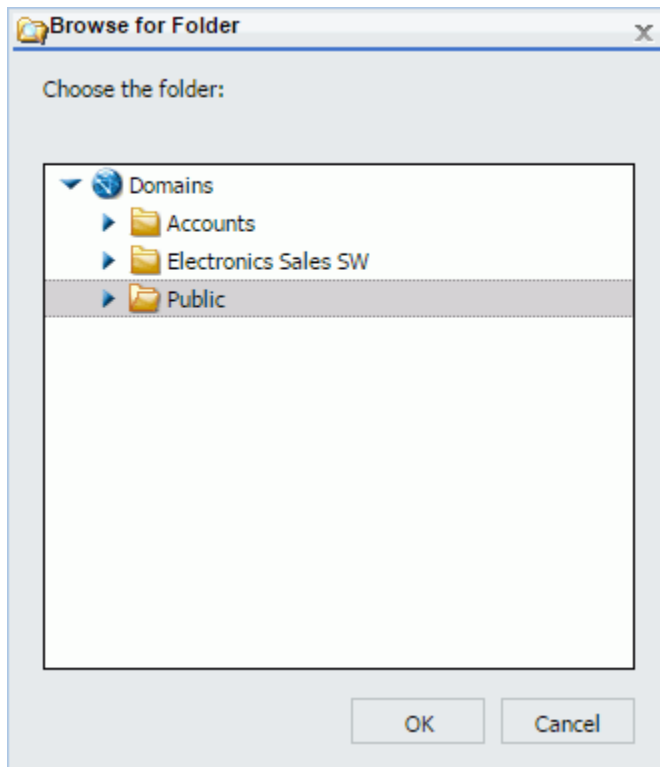 Browse for Folder
Choose the folder:
Domains
Accounts
Electronics Sales SW
Public
OK Cancel